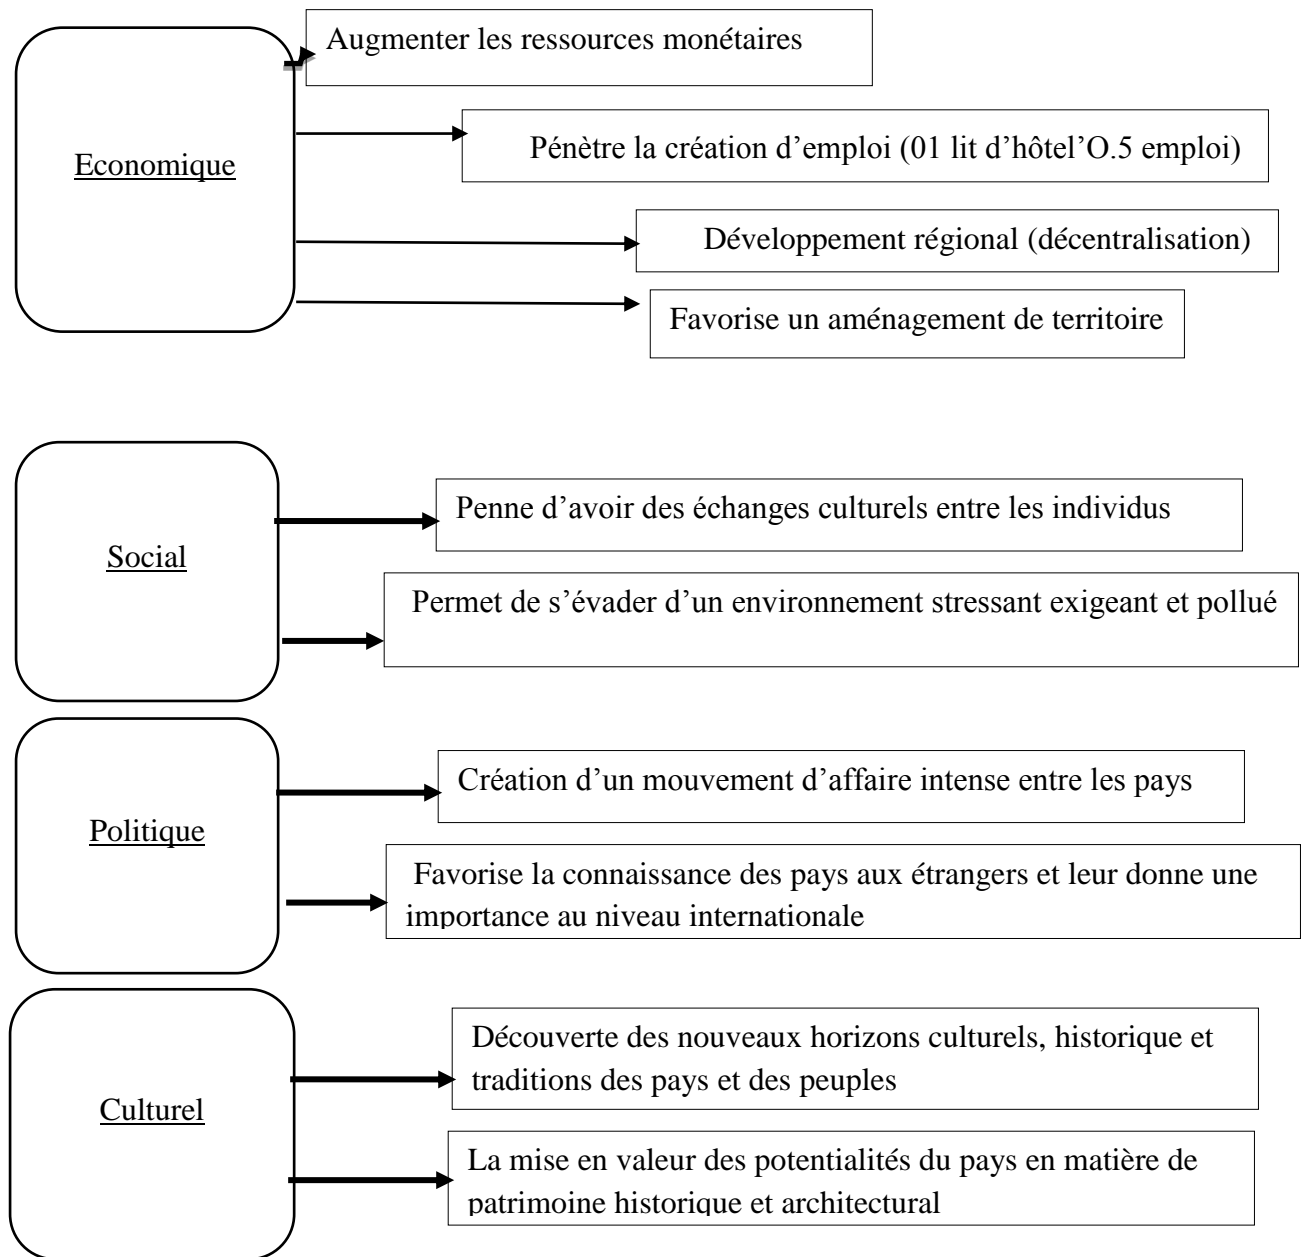 Economique
Augmenter les ressources monétaires
Pénètre la création d’emploi (01 lit d’hôtel’O.5 emploi)
Développement régional (décentralisation)
Favorise un aménagement de territoire
Social
Penne d’avoir des échanges culturels entre les individus
Permet de s’évader d’un environnement stressant exigeant et pollué
Politique
Création d’un mouvement d’affaire intense entre les pays
Favorise la connaissance des pays aux étrangers et leur donne une
importance au niveau internationale
Culturel
Découverte des nouveaux horizons culturels, historique et
traditions des pays et des peuples
La mise en valeur des potentialités du pays en matière de
patrimoine historique et architectural